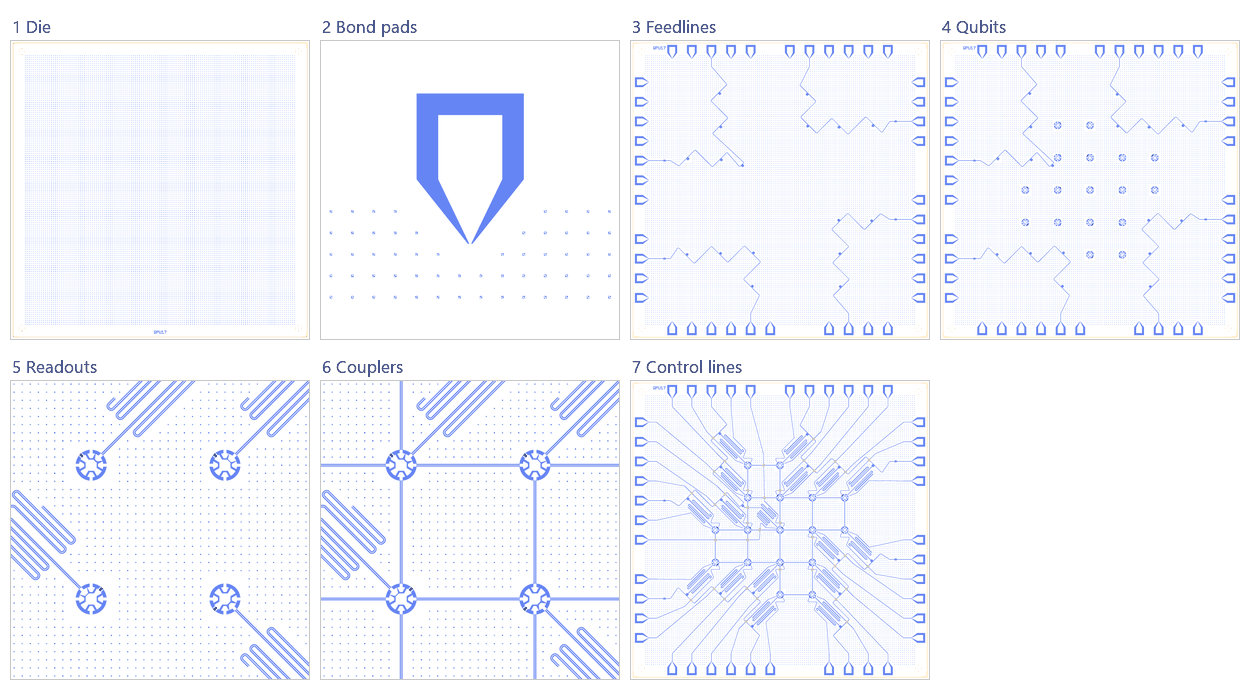 1 Die
2 Bond pads
3 Feedlines
4 Qubits
5 Readouts
6 Couplers
7 Control lines